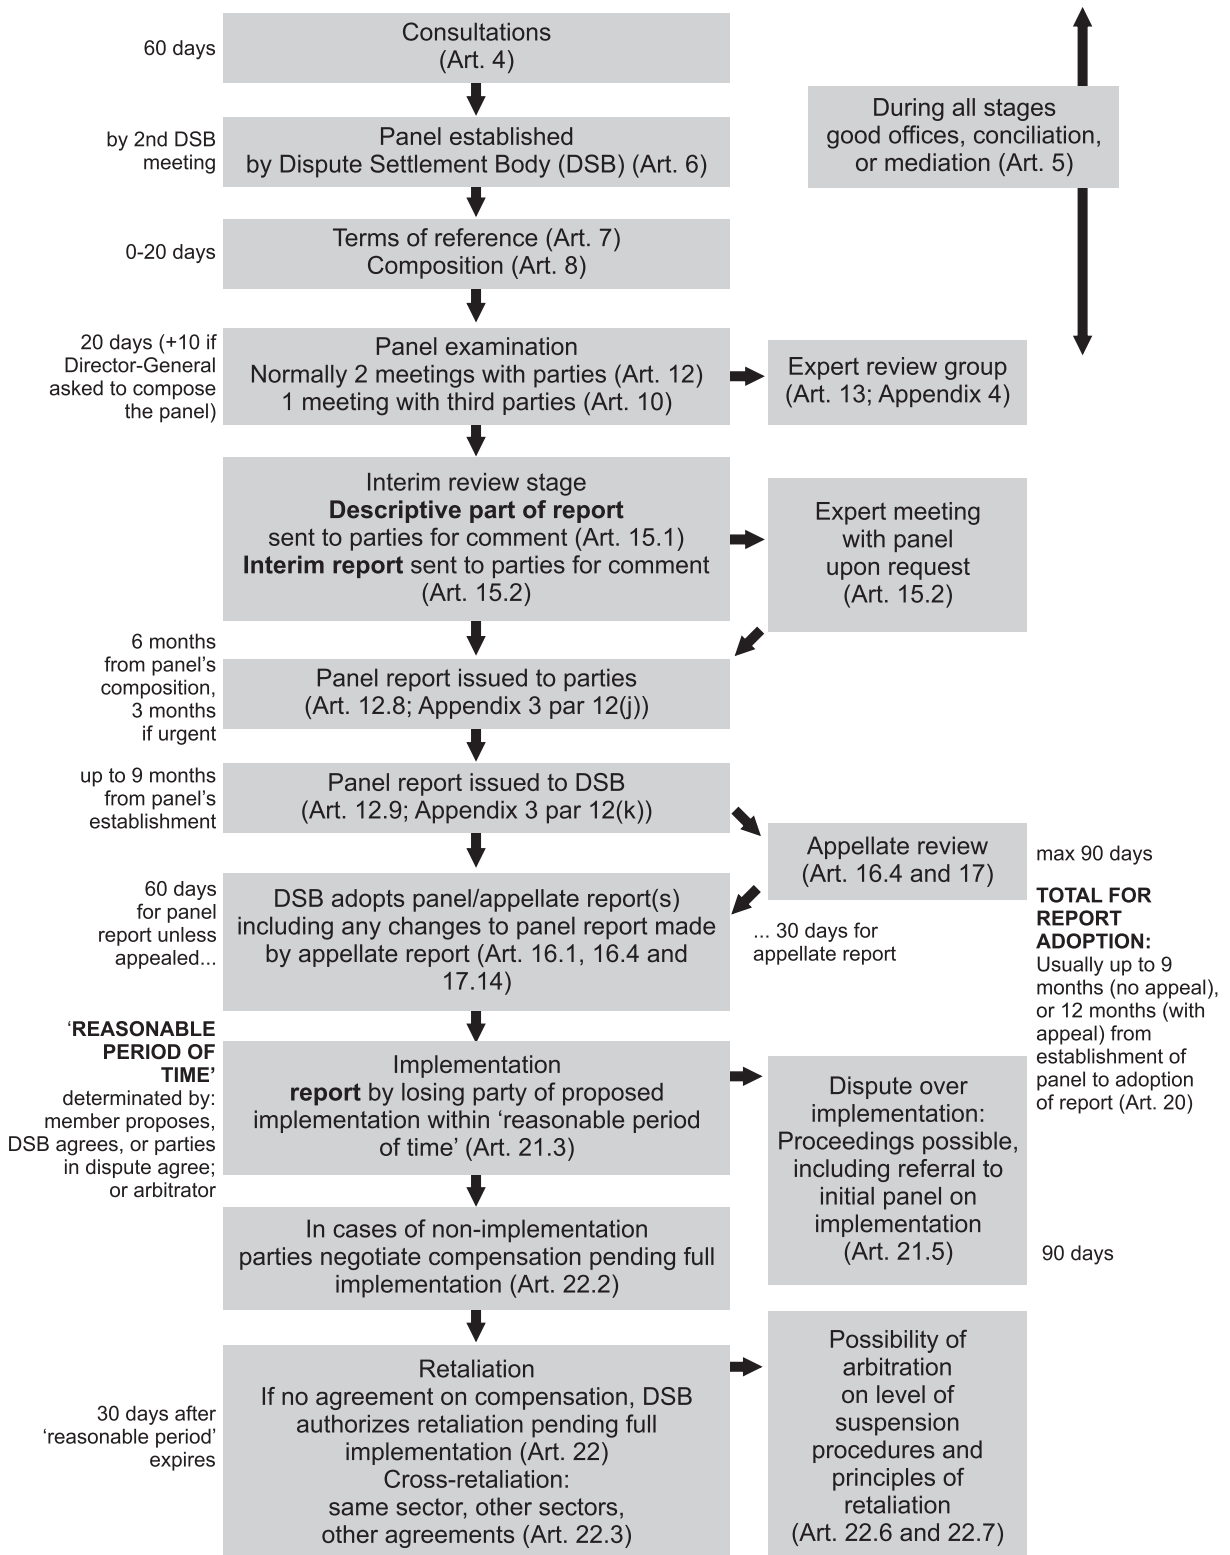 60 days
Consultations
(Art. 4)
During all stages
good offices, conciliation,
or mediation (Art. 5)
by 2nd DSB
meeting
Panel established
by Dispute Settlement Body (DSB) (Art. 6)
0-20 days
Terms of reference (Art. 7)
Composition (Art. 8)
20 days (+10 if
Director-General
asked to compose
the panel)
Panel examination
Normally 2 meetings with parties (Art. 12)
1 meeting with third parties (Art. 10)
Expert review group
(Art. 13; Appendix 4)
Interim review stage
Descriptive part of report
sent to parties for comment (Art. 15.1)
Interim report sent to parties for comment
(Art. 15.2)
Expert meeting
with panel
upon request
(Art. 15.2)
6 months
from panel's
composition,
3 months
if urgent
Panel report issued to parties
(Art. 12.8; Appendix 3 par 12(j))
up to 9 months
from panel's
establishment
Panel report issued to DSB
(Art. 12.9; Appendix 3 par 12(k))
Appellate review
(Art. 16.4 and 17)
max 90 days
60 days
for panel
report unless
appealed...
DSB adopts panel/appellate report(s)
including any changes to panel report made
by appellate report (Art. 16.1, 16.4 and
17.14)
... 30 days for
appellate report
TOTAL FOR
REPORT
ADOPTION:
Usually up to 9
months (no appeal),
or 12 months (with
appeal) from
establishment of
panel to adoption
of report (Art. 20)
‘REASONABLE
PERIOD OF
TIME’
determinated by:
member proposes,
DSB agrees, or parties
in dispute agree;
or arbitrator
Implementation
report by losing party of proposed
implementation within ‘reasonable period
of time’ (Art. 21.3)
Dispute over
implementation:
Proceedings possible,
including referral to
initial panel on
implementation
(Art. 21.5)
90 days
In cases of non-implementation
parties negotiate compensation pending full
implementation (Art. 22.2)
30 days after
‘reasonable period’
expires
Retaliation
If no agreement on compensation, DSB
authorizes retaliation pending full
implementation (Art. 22)
Cross-retaliation:
same sector, other sectors,
other agreements (Art. 22.3)
Possibility of
arbitration
on level of
suspension
procedures and
principles of
retaliation
(Art. 22.6 and 22.7)